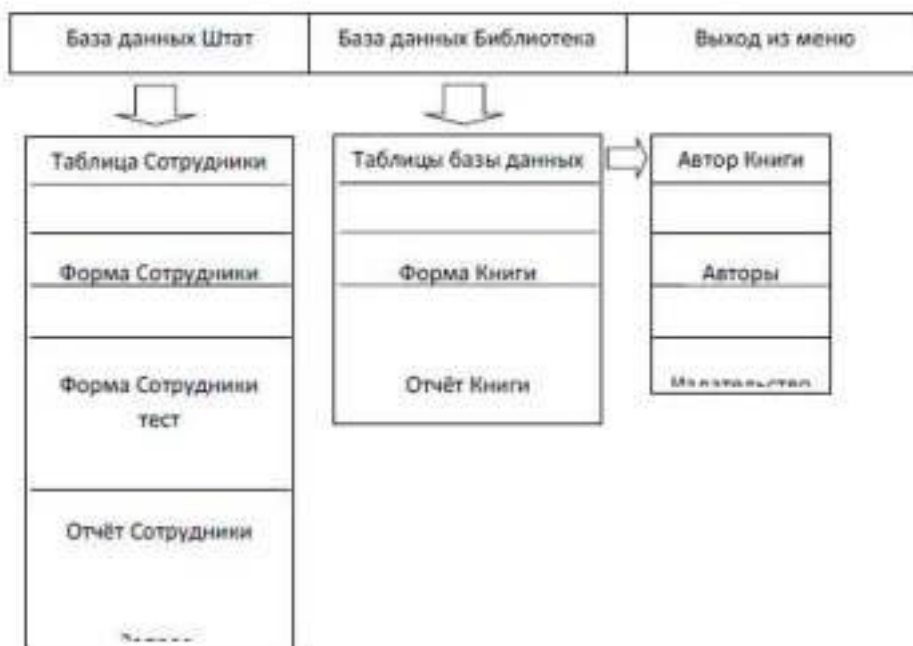 База данных Штат
База данных Библиотека
Выход из меню
Таблица Сотрудники
Форма Сотрудники
Форма Сотрудники
тест
Отчёт Сотрудники
Таблицы базы данных
Форма Книги
Отчёт Книги
Автор Книги
Авторы
Издательство